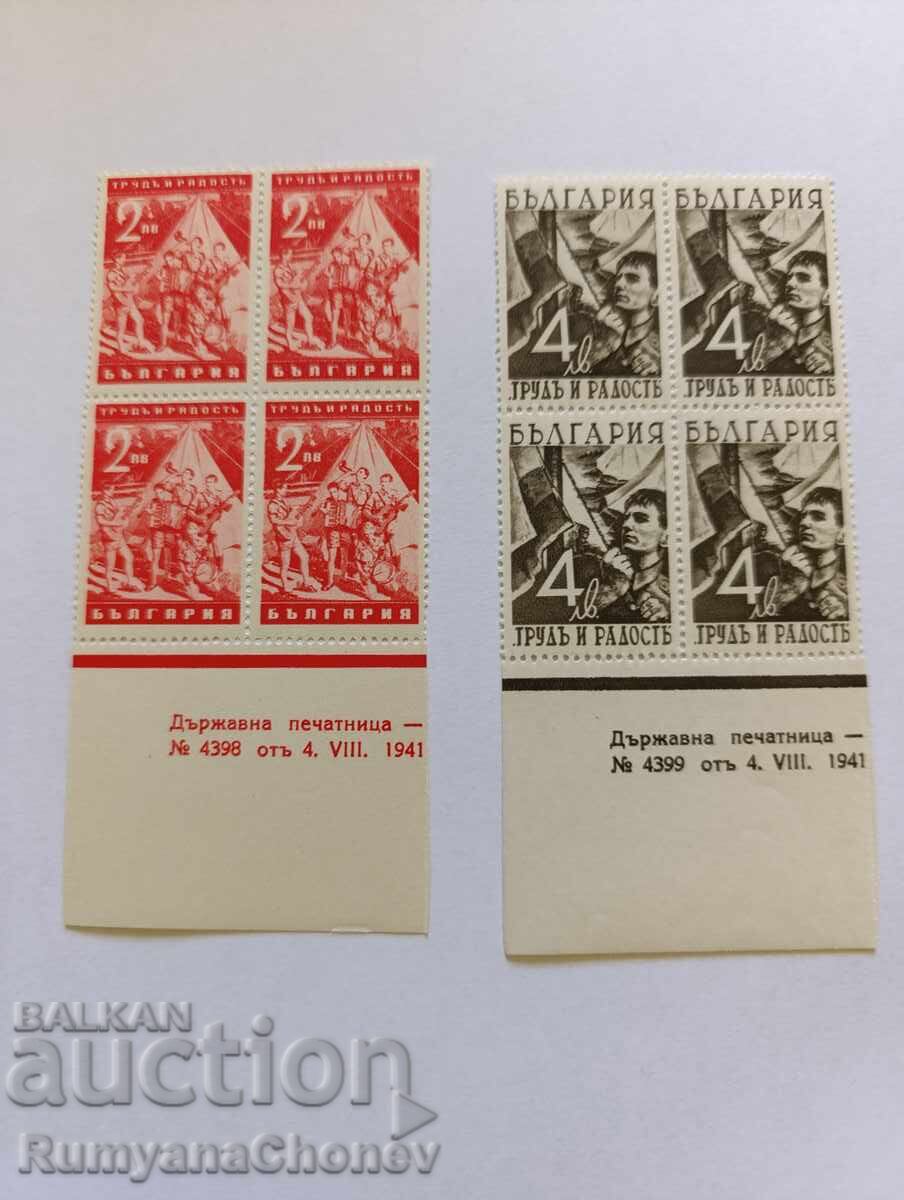 ТРУДЪ И РАДОСТЬ ТРУДЪ И РАДОСТЬ
2 лв 2 лв
БЪЛГАРИЯ БЪЛГАРИЯ
ТРУДЪ И РАДОСТЬ ТРУДЪ И РАДОСТЬ
2 лв 2 лв
БЪЛГАРИЯ БЪЛГАРИЯ
Държавна печатница —
№ 4398 отъ 4. VIII. 1941
БЪЛГАРИЯ БЪЛГАРИЯ
4 лв. 4 лв.
„ТРУДЪ И РАДОСТЬ „ТРУДЪ И РАДОСТЬ
БЪЛГАРИЯ БЪЛГАРИЯ
4 лв. 4 лв.
„ТРУДЪ И РАДОСТЬ „ТРУДЪ И РАДОСТЬ
Държавна печатница —
№ 4399 отъ 4. VIII. 1941
BALKAN
auction
RumyanaChonev